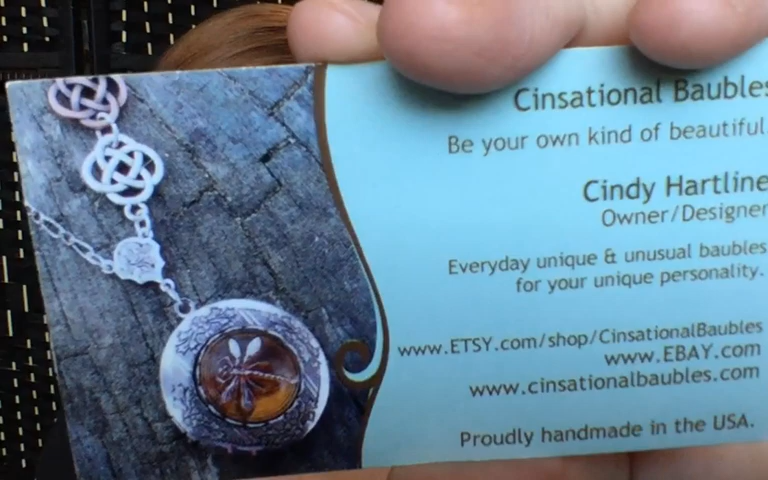 Cinsational Baubles
Be your own kind of beautiful.
Cindy Hartline
Owner/Designer
Everyday unique & unusual baubles
for your unique personality.
www.ETSY.com/shop/CinsationalBaubles
www.EBAY.com
www.cinsationalbaubles.com
Proudly handmade in the USA.